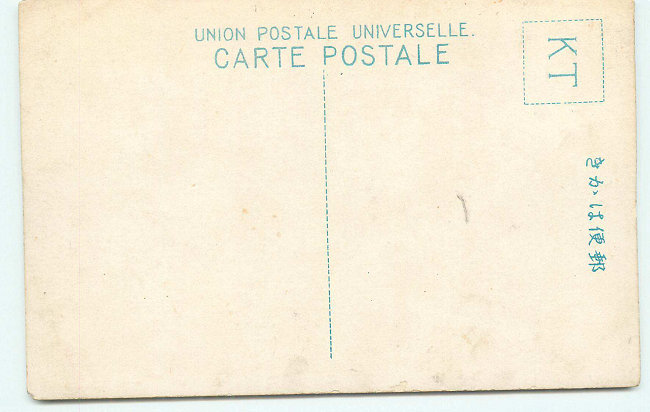 UNION POSTALE UNIVERSELLE.
CARTE POSTALE
KT
郵便はかき